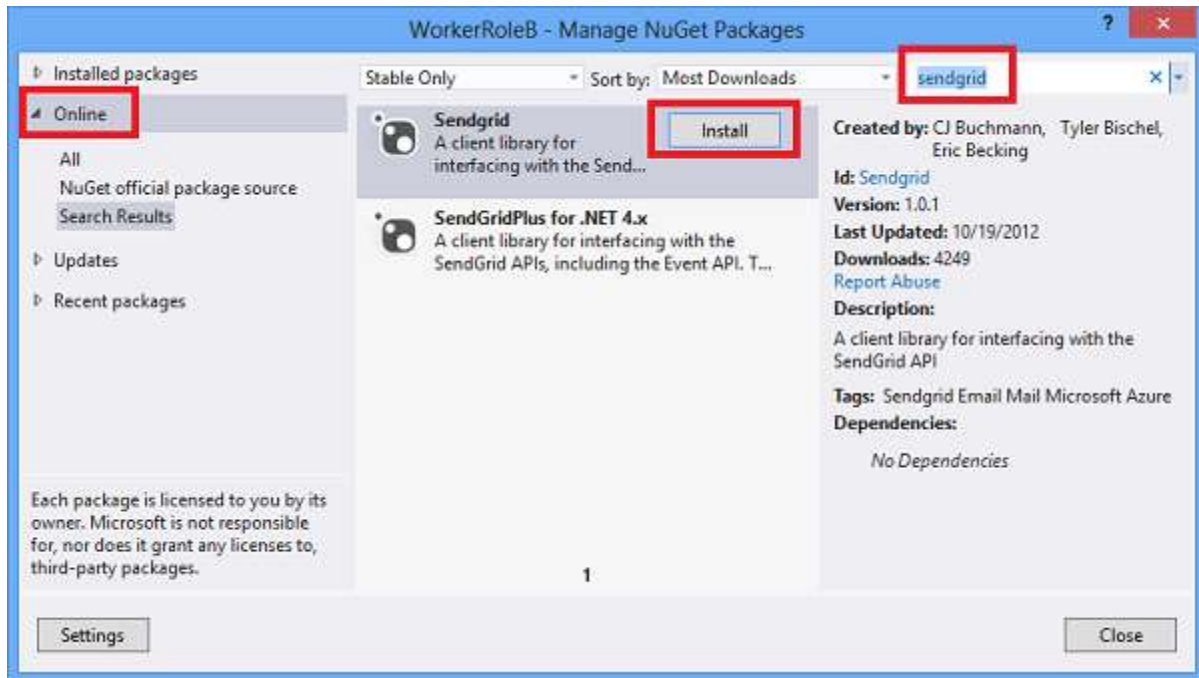 WorkerRoleB - Manage NuGet Packages
?
Installed packages
Online
All
NuGet official package source
Search Results
Updates
Recent packages
Each package is licensed to you by its
owner. Microsoft is not responsible
for, nor does it grant any licenses to,
third-party packages.
Settings
Stable Only
Sort by: Most Downloads
sendgrid
Sendgrid
Install
A client library for
interfacing with the Send...
SendGridPlus for .NET 4.x
A client library for interfacing with the
SendGrid APIs, including the Event API. T...
1
Created by: CJ Buchmann, Tyler Bischel,
Eric Becking
Id: Sendgrid
Version: 1.0.1
Last Updated: 10/19/2012
Downloads: 4249
Report Abuse
Description:
A client library for interfacing with the
SendGrid API
Tags: Sendgrid Email Mail Microsoft Azure
Dependencies:
No Dependencies
Close